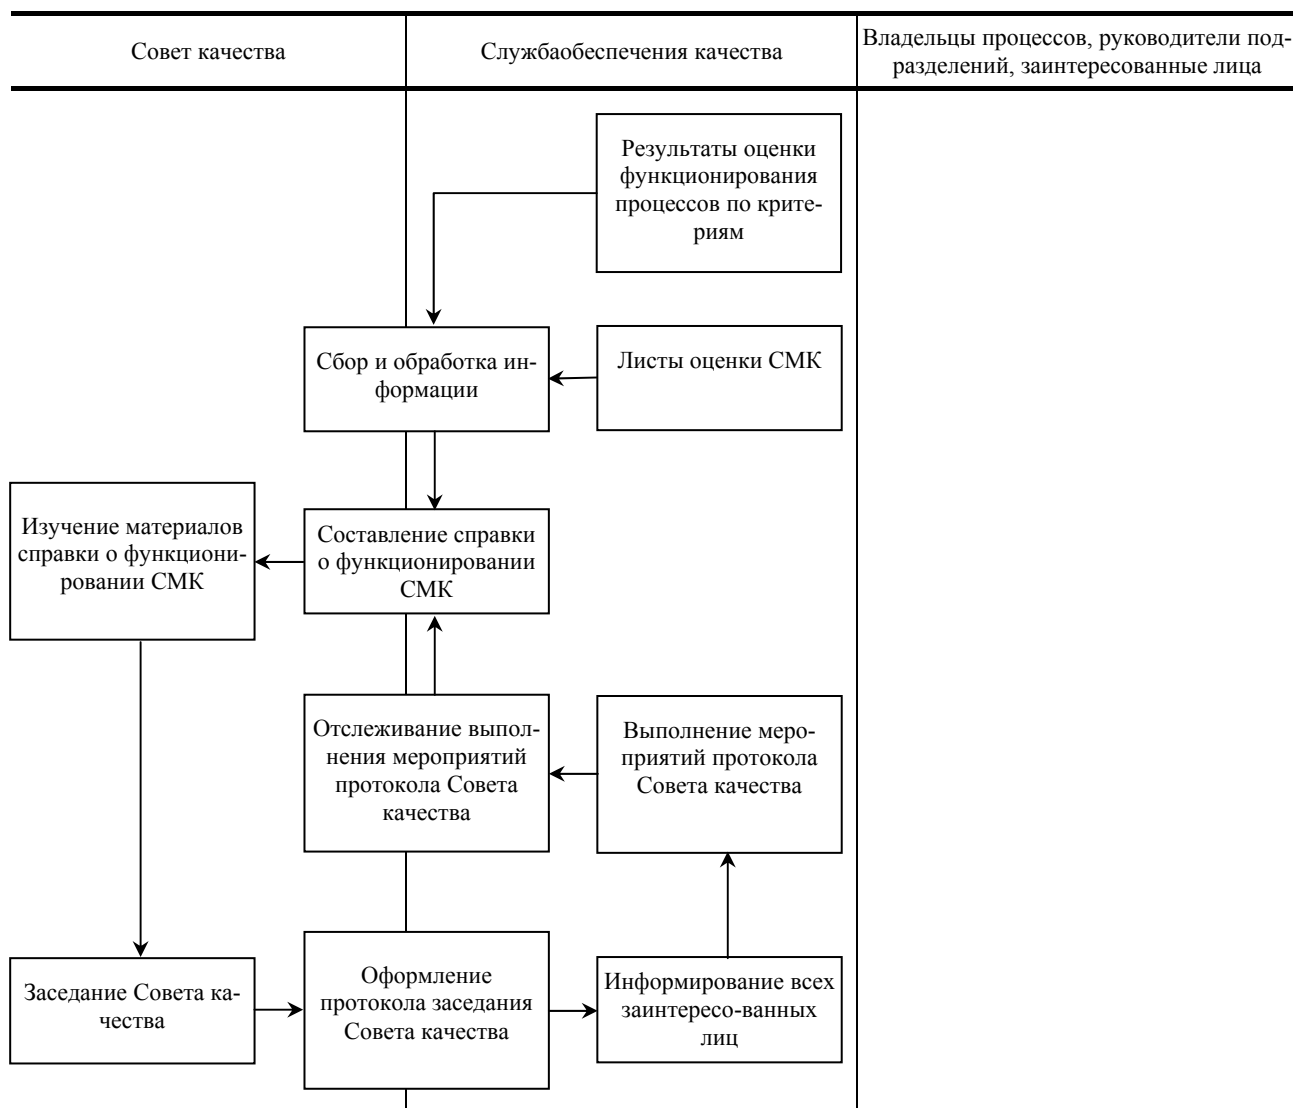 Совет качества
Службаобеспечения качества
Владельцы процессов, руководители под-
разделений, заинтересованные лица
Результаты оценки
функционирования
процессов по крите-
риям
Сбор и обработка ин-
формации
Листы оценки СМК
Изучение материалов
справки о функциони-
ровании СМК
Составление справки
о функционировании
СМК
Отслеживание выпол-
нения мероприятий
протокола Совета
качества
Выполнение меро-
приятий протокола
Совета качества
Заседание Совета ка-
чества
Оформление
протокола заседания
Совета качества
Информирование всех
заинтересо-ванных
лиц